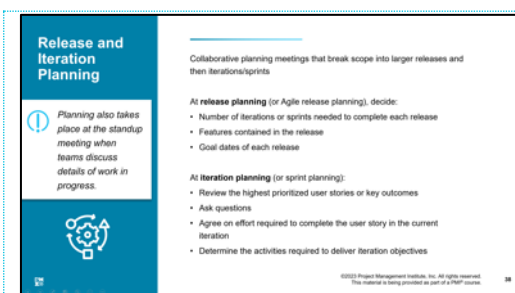 Release and
Iteration
Planning
Planning also takes
place at the standup
meeting when
teams discuss
details of work in
progress.
Collaborative planning meetings that break scope into larger releases and
then iterations/sprints
At release planning (or Agile release planning), decide:
• Number of iterations or sprints needed to complete each release
• Features contained in the release
• Goal dates of each release
At iteration planning (or sprint planning):
• Review the highest prioritized user stories or key outcomes
• Ask questions
• Agree on effort required to complete the user story in the current
iteration
• Determine the activities required to deliver iteration objectives
©2023 Project Management Institute, Inc. All rights reserved.
This material is being provided as part of a PMP® course.
38